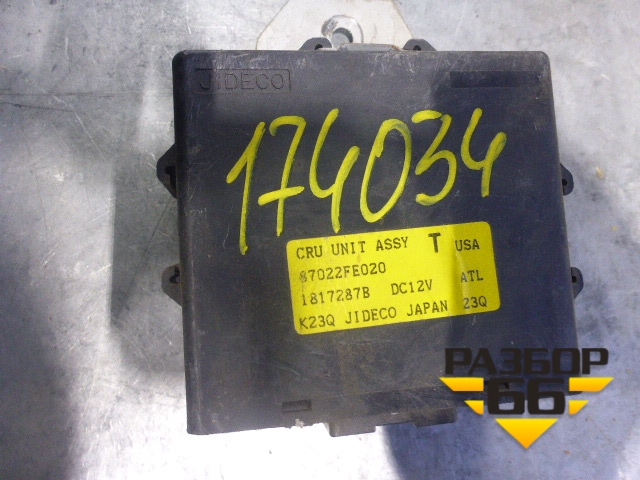 JIDECO
174034
CRU UNIT ASSY T USA
87022FE020
1817287B DC12V ATL
K23Q JIDECO JAPAN 23Q
РАЗБОР
66